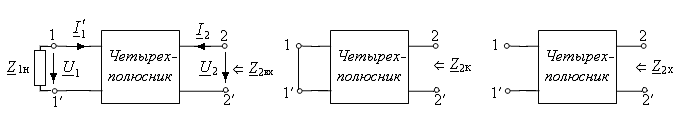 1 I′1 I2 2
Z1н U1 Четырех-
полюсник U2 ⇐ Z2вх
1′ 2′
1 Четырех-
полюсник 2
⇐ Z2к
1′ 2′
1 Четырех-
полюсник 2
⇐ Z2х
1′ 2′